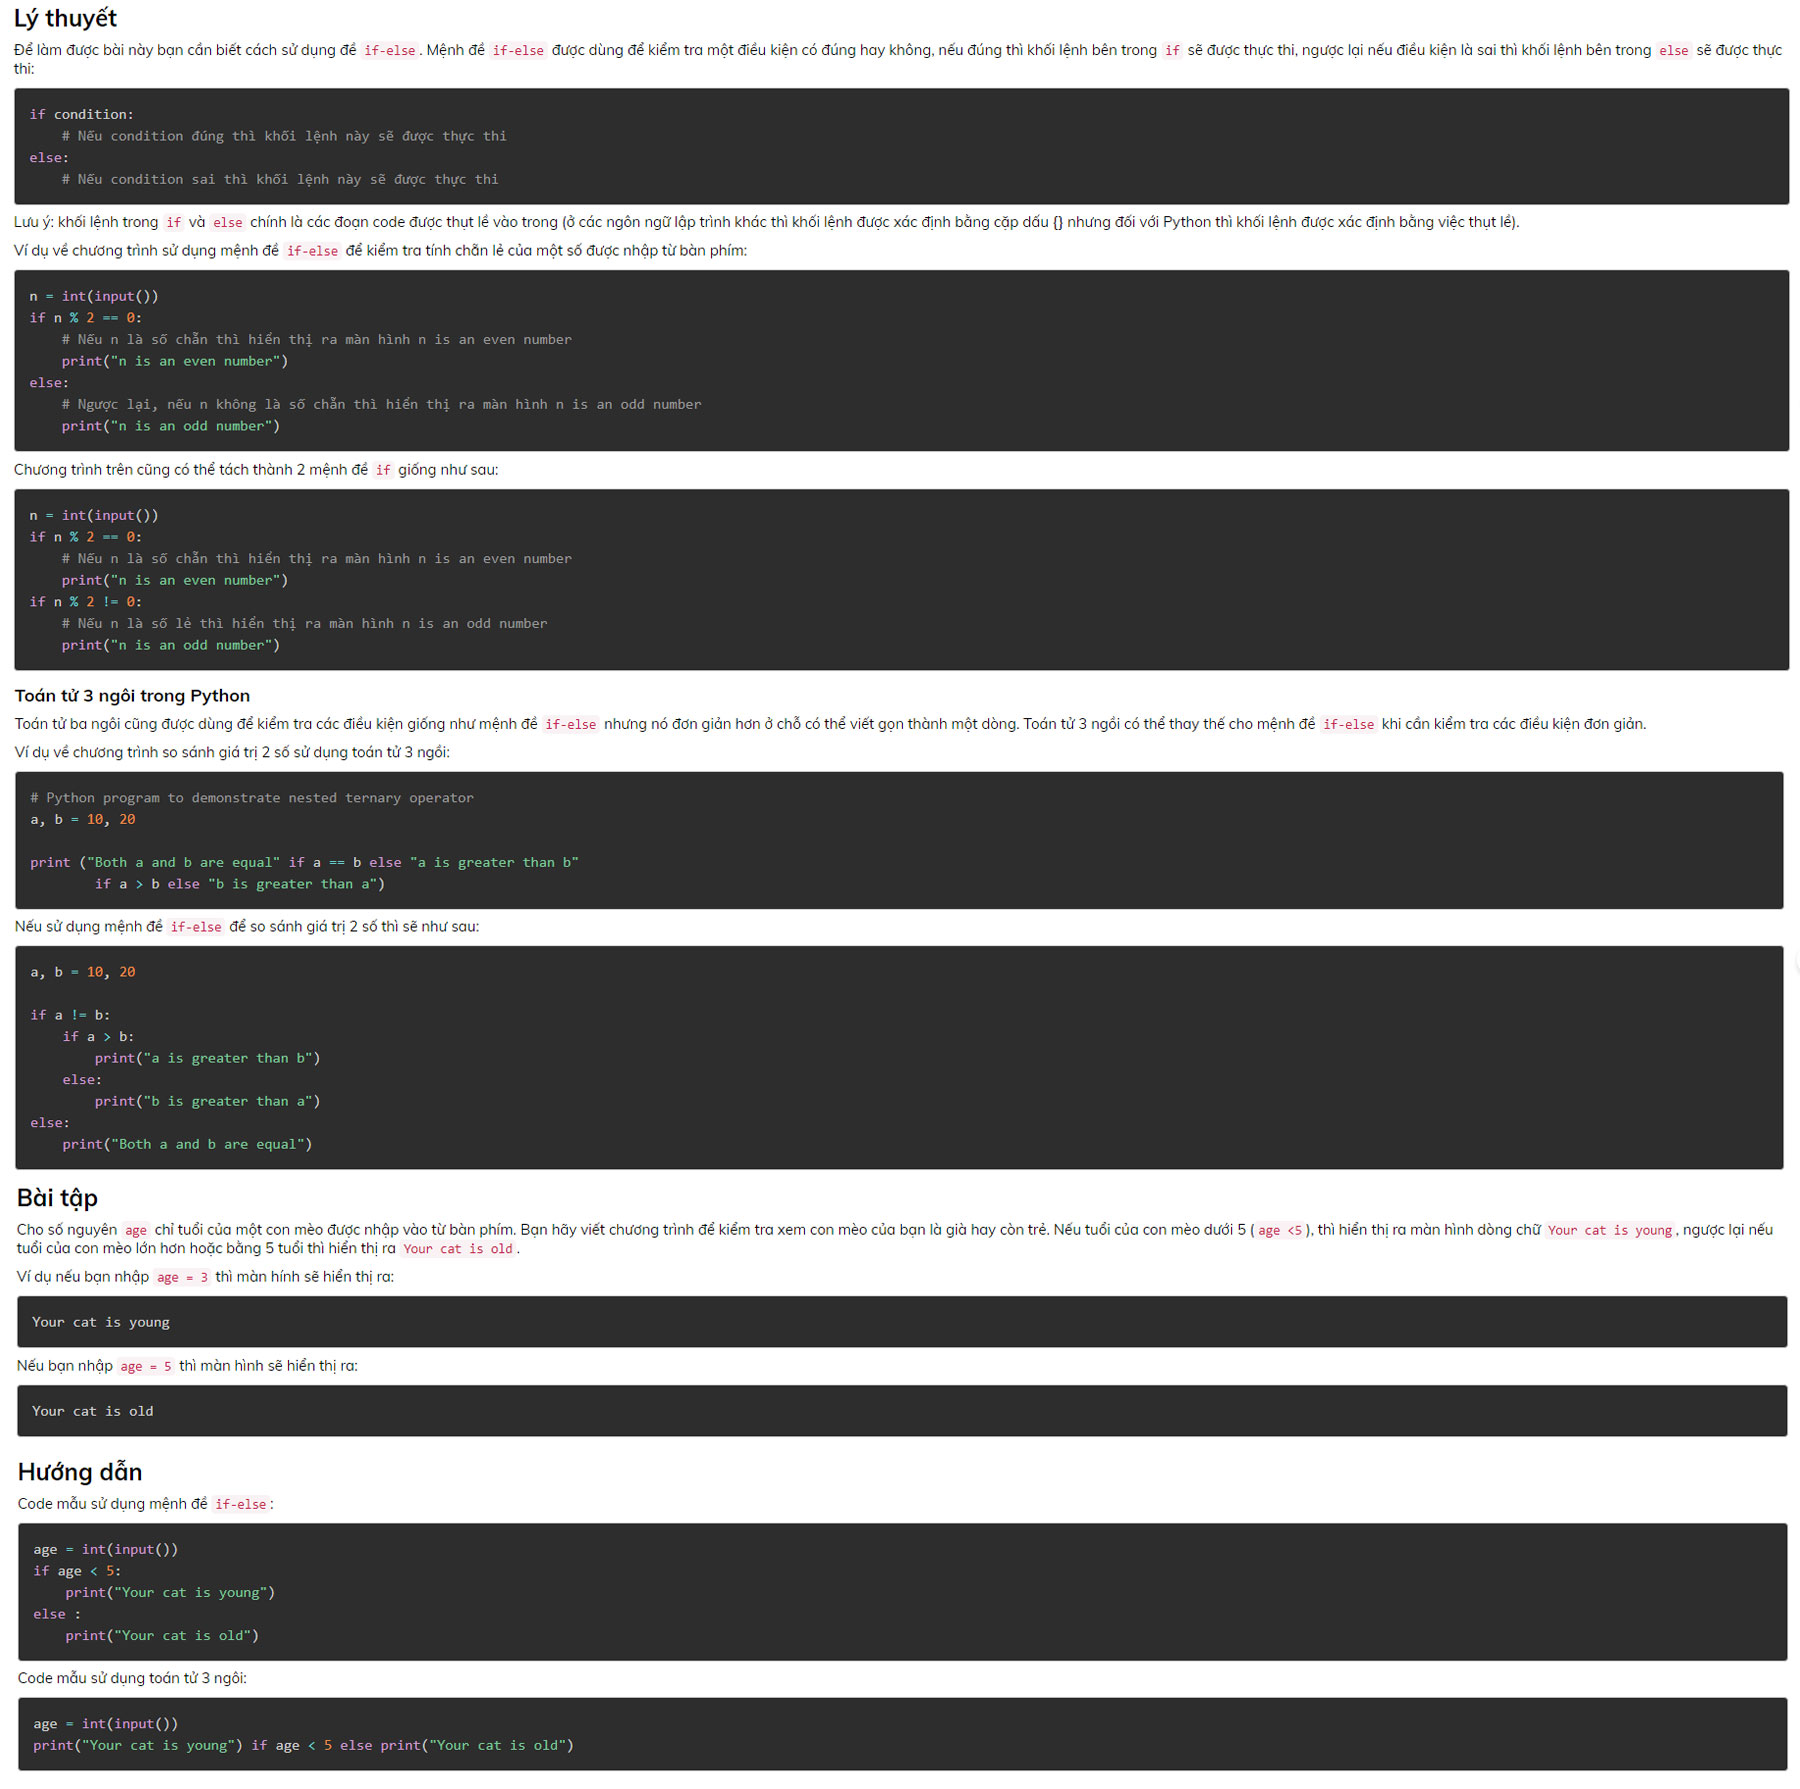 Lý thuyết
Để làm được bài này bạn cần biết cách sử dụng đề if-else. Mệnh đề if-else được dùng để kiểm tra một điều kiện có đúng hay không, nếu đúng thì khối lệnh bên trong if sẽ được thực thi, ngược lại nếu điều kiện là sai thì khối lệnh bên trong else sẽ được thực
thi:
if condition:
    # Nếu condition đúng thì khối lệnh này sẽ được thực thi
else:
    # Nếu condition sai thì khối lệnh này sẽ được thực thi
Lưu ý: khối lệnh trong if và else chính là các đoạn code được thụt lề vào trong (ở các ngôn ngữ lập trình khác thì khối lệnh được xác định bằng cặp dấu {} nhưng đối với Python thì khối lệnh được xác định bằng việc thụt lề).
Ví dụ về chương trình sử dụng mệnh đề if-else để kiểm tra tính chẵn lẻ của một số được nhập từ bàn phím:
n = int(input())
if n % 2 == 0:
    # Nếu n là số chẵn thì hiển thị ra màn hình n is an even number
    print("n is an even number")
else:
    # Ngược lại, nếu n không là số chẵn thì hiển thị ra màn hình n is an odd number
    print("n is an odd number")
Chương trình trên cũng có thể tách thành 2 mệnh đề if giống như sau:
n = int(input())
if n % 2 == 0:
    # Nếu n là số chẵn thì hiển thị ra màn hình n is an even number
    print("n is an even number")
if n % 2 != 0:
    # Nếu n là số lẻ thì hiển thị ra màn hình n is an odd number
    print("n is an odd number")
Toán tử 3 ngôi trong Python
Toán tử ba ngôi cũng được dùng để kiểm tra các điều kiện giống như mệnh đề if-else nhưng nó đơn giản hơn ở chỗ có thể viết gọn thành một dòng. Toán tử 3 ngồi có thể thay thế cho mệnh đề if-else khi cần kiểm tra các điều kiện đơn giản.
Ví dụ về chương trình so sánh giá trị 2 số sử dụng toán tử 3 ngồi:
# Python program to demonstrate nested ternary operator
a, b = 10, 20
print ("Both a and b are equal" if a == b else "a is greater than b"
        if a > b else "b is greater than a")
Nếu sử dụng mệnh đề if-else để so sánh giá trị 2 số thì sẽ như sau:
a, b = 10, 20
if a != b:
    if a > b:
        print("a is greater than b")
    else:
        print("b is greater than a")
else:
    print("Both a and b are equal")
Bài tập
Cho số nguyên age chỉ tuổi của một con mèo được nhập vào từ bàn phím. Bạn hãy viết chương trình để kiểm tra xem con mèo của bạn là già hay còn trẻ. Nếu tuổi của con mèo dưới 5 ( age <5 ), thì hiển thị ra màn hình dòng chữ Your cat is young, ngược lại nếu
tuổi của con mèo lớn hơn hoặc bằng 5 tuổi thì hiển thị ra Your cat is old.
Ví dụ nếu bạn nhập age = 3 thì màn hính sẽ hiển thị ra:
Your cat is young
Nếu bạn nhập age = 5 thì màn hình sẽ hiển thị ra:
Your cat is old
Hướng dẫn
Code mẫu sử dụng mệnh đề if-else:
age = int(input())
if age < 5:
    print("Your cat is young")
else :
    print("Your cat is old")
Code mẫu sử dụng toán tử 3 ngôi:
age = int(input())
print("Your cat is young") if age < 5 else print("Your cat is old")